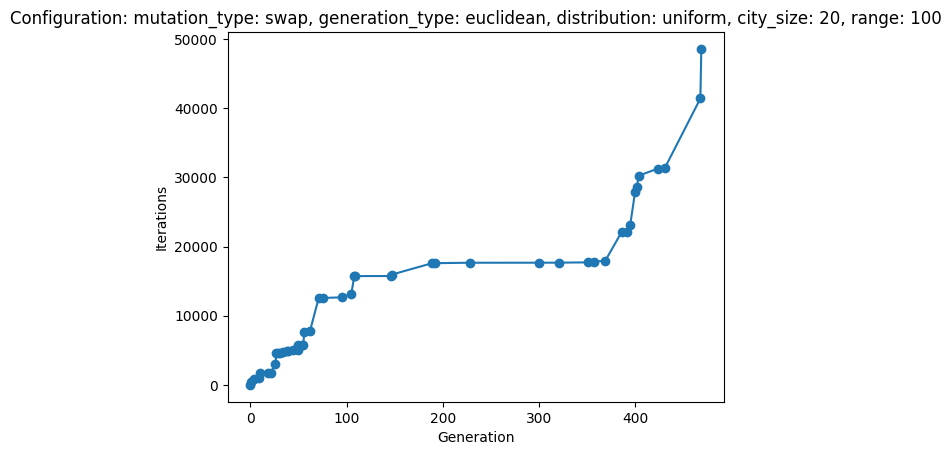 Configuration: mutation_type: swap, generation_type: euclidean, distribution: uniform, city_size: 20, range: 100
50000
40000
30000
20000
10000
0
Iterations
0 100 200 300 400
Generation